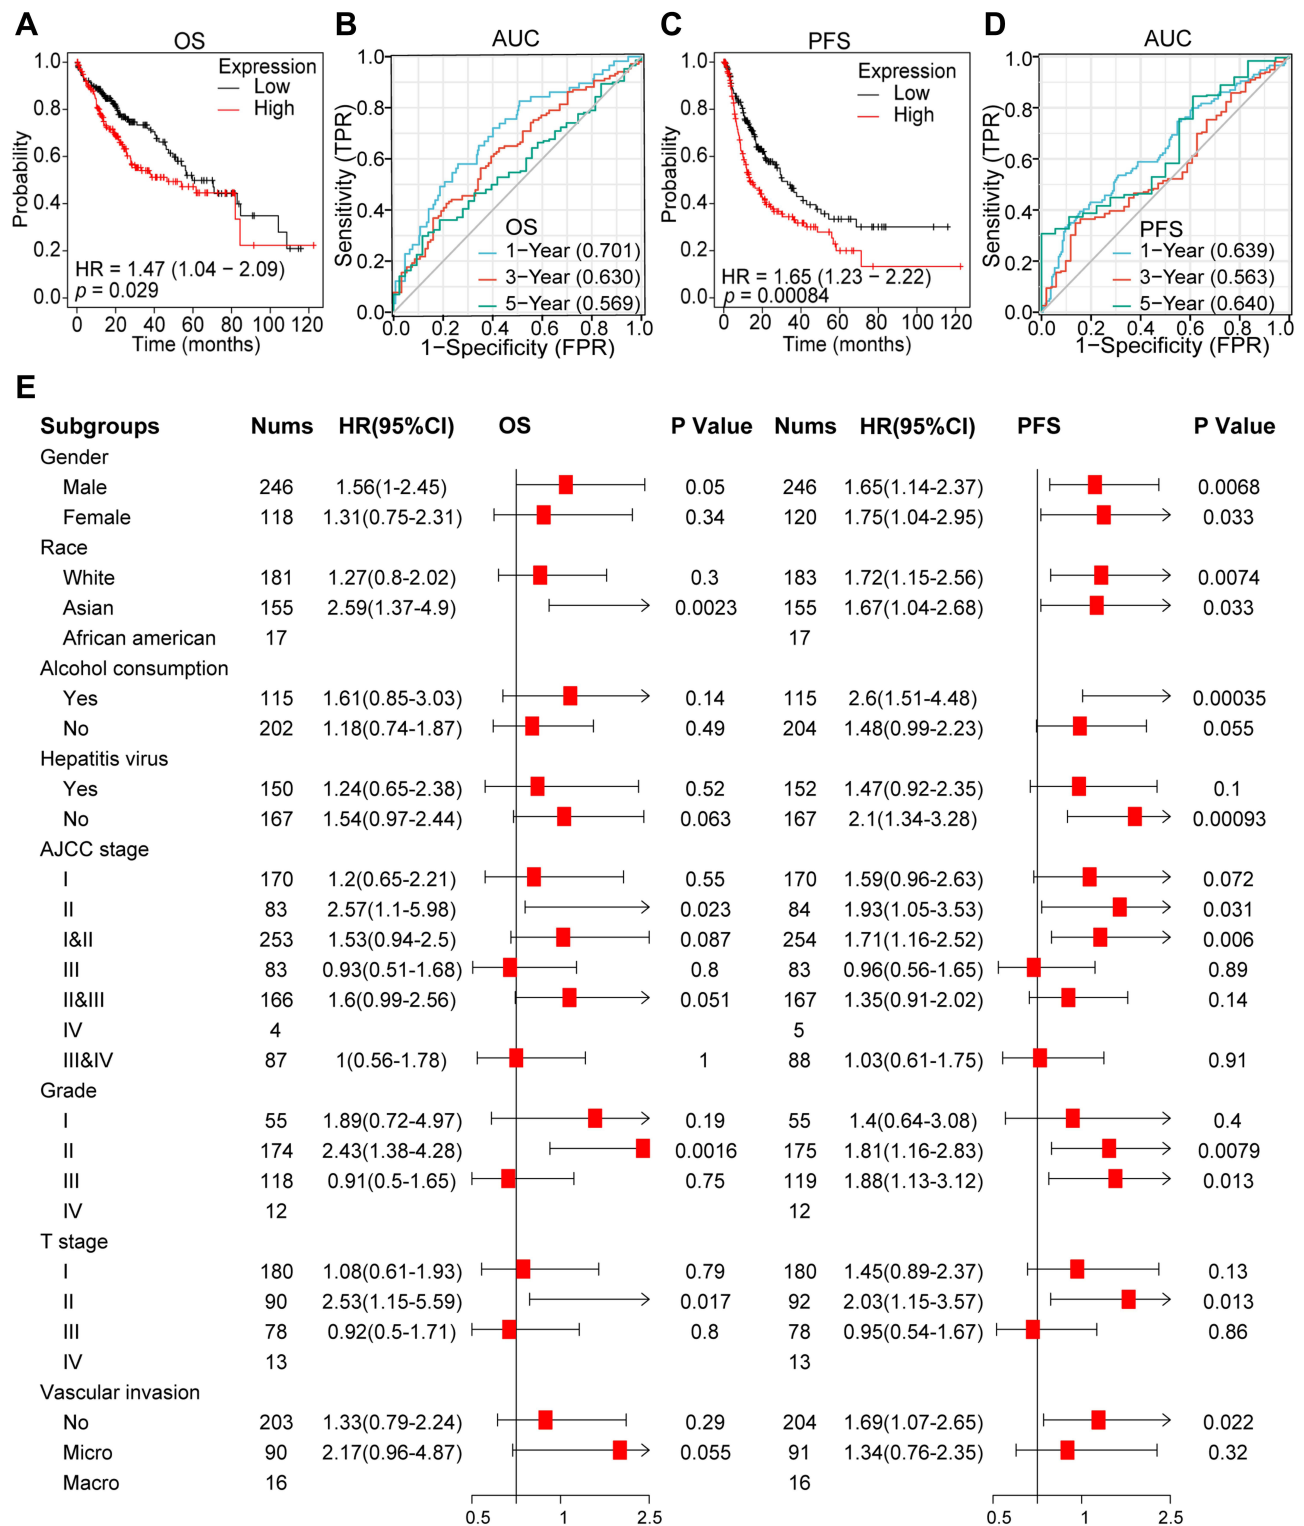 A
OS
Expression
Low
High
Probability
1.0
0.8
0.6
0.4
0.2
0.0
HR = 1.47 (1.04 − 2.09)
p = 0.029
0 20 40 60 80 100 120
Time (months)
B
AUC
Sensitivity (TPR)
1.0
0.8
0.6
0.4
0.2
0.0
OS
1-Year (0.701)
3-Year (0.630)
5-Year (0.569)
0.0 0.2 0.4 0.6 0.8 1.0
1−Specificity (FPR)
C
PFS
Expression
Low
High
Probability
1.0
0.8
0.6
0.4
0.2
0.0
HR = 1.65 (1.23 − 2.22)
p = 0.00084
0 20 40 60 80 100 120
Time (months)
D
AUC
Sensitivity (TPR)
1.0
0.8
0.6
0.4
0.2
0.0
PFS
1-Year (0.639)
3-Year (0.563)
5-Year (0.640)
0.0 0.2 0.4 0.6 0.8 1.0
1−Specificity (FPR)
E
Subgroups Nums HR(95%CI) OS P Value Nums HR(95%CI) PFS P Value
Gender
Male 246 1.56(1-2.45) 0.05 246 1.65(1.14-2.37) 0.0068
Female 118 1.31(0.75-2.31) 0.34 120 1.75(1.04-2.95) 0.033
Race
White 181 1.27(0.8-2.02) 0.3 183 1.72(1.15-2.56) 0.0074
Asian 155 2.59(1.37-4.9) 0.0023 155 1.67(1.04-2.68) 0.033
African american 17 17
Alcohol consumption
Yes 115 1.61(0.85-3.03) 0.14 115 2.6(1.51-4.48) 0.00035
No 202 1.18(0.74-1.87) 0.49 204 1.48(0.99-2.23) 0.055
Hepatitis virus
Yes 150 1.24(0.65-2.38) 0.52 152 1.47(0.92-2.35) 0.1
No 167 1.54(0.97-2.44) 0.063 167 2.1(1.34-3.28) 0.00093
AJCC stage
I 170 1.2(0.65-2.21) 0.55 170 1.59(0.96-2.63) 0.072
II 83 2.57(1.1-5.98) 0.023 84 1.93(1.05-3.53) 0.031
I&II 253 1.53(0.94-2.5) 0.087 254 1.71(1.16-2.52) 0.006
III 83 0.93(0.51-1.68) 0.8 83 0.96(0.56-1.65) 0.89
II&III 166 1.6(0.99-2.56) 0.051 167 1.35(0.91-2.02) 0.14
IV 4 5
III&IV 87 1(0.56-1.78) 1 88 1.03(0.61-1.75) 0.91
Grade
I 55 1.89(0.72-4.97) 0.19 55 1.4(0.64-3.08) 0.4
II 174 2.43(1.38-4.28) 0.0016 175 1.81(1.16-2.83) 0.0079
III 118 0.91(0.5-1.65) 0.75 119 1.88(1.13-3.12) 0.013
IV 12 12
T stage
I 180 1.08(0.61-1.93) 0.79 180 1.45(0.89-2.37) 0.13
II 90 2.53(1.15-5.59) 0.017 92 2.03(1.15-3.57) 0.013
III 78 0.92(0.5-1.71) 0.8 78 0.95(0.54-1.67) 0.86
IV 13 13
Vascular invasion
No 203 1.33(0.79-2.24) 0.29 204 1.69(1.07-2.65) 0.022
Micro 90 2.17(0.96-4.87) 0.055 91 1.34(0.76-2.35) 0.32
Macro 16 16
0.5 1 2.5 0.5 1 2.5